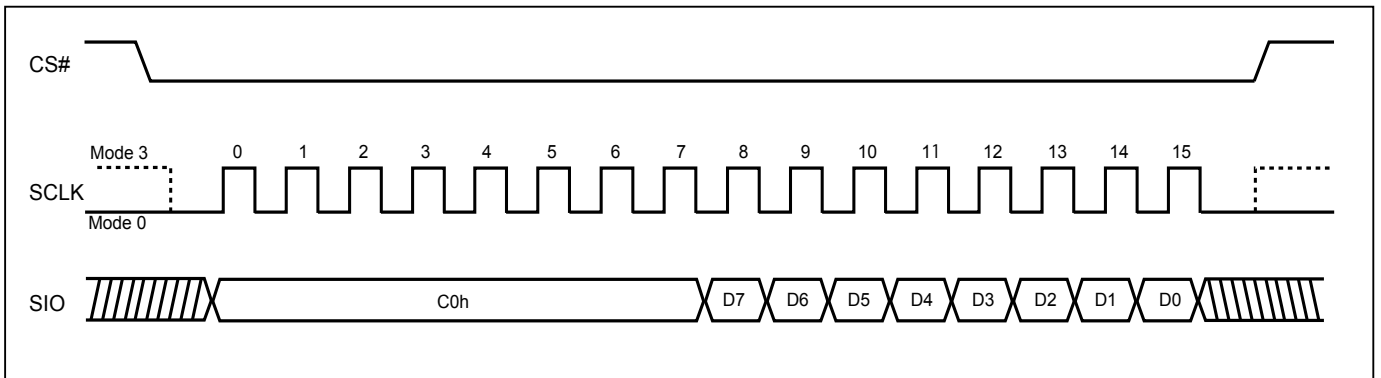 CS#
Mode 3
0 1 2 3 4 5 6 7 8 9 10 11 12 13 14 15
SCLK
Mode 0
SIO
C0h D7 D6 D5 D4 D3 D2 D1 D0